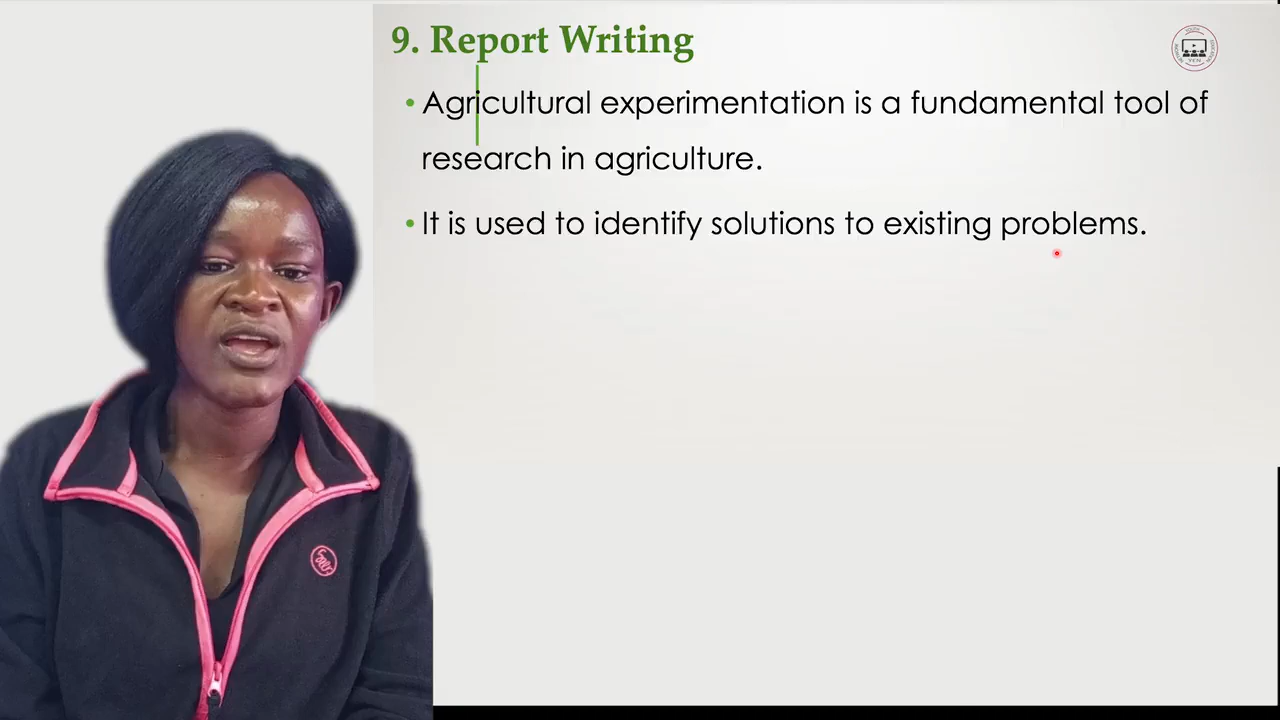 9. Report Writing
• Agricultural experimentation is a fundamental tool of
research in agriculture.
• It is used to identify solutions to existing problems.